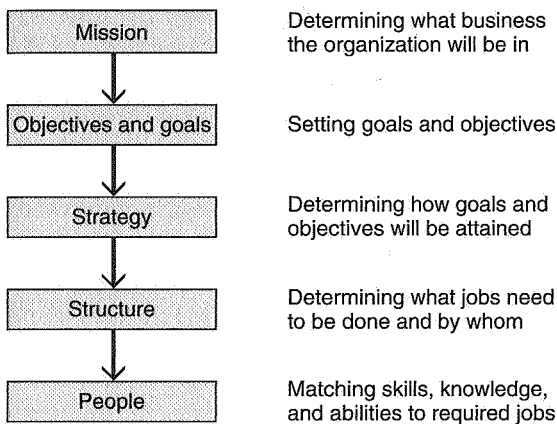 Mission
Determining what business
the organization will be in
Objectives and goals
Setting goals and objectives
Strategy
Determining how goals and
objectives will be attained
Structure
Determining what jobs need
to be done and by whom
People
Matching skills, knowledge,
and abilities to required jobs